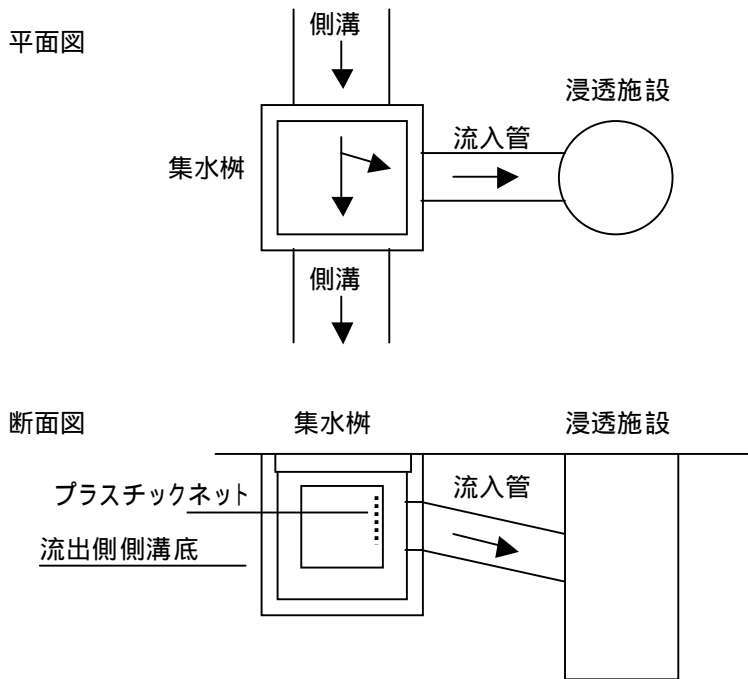 平面図
側溝
浸透施設
流入管
集水桝
側溝
断面図
集水桝
浸透施設
プラスチックネット
流入管
流出側側溝底